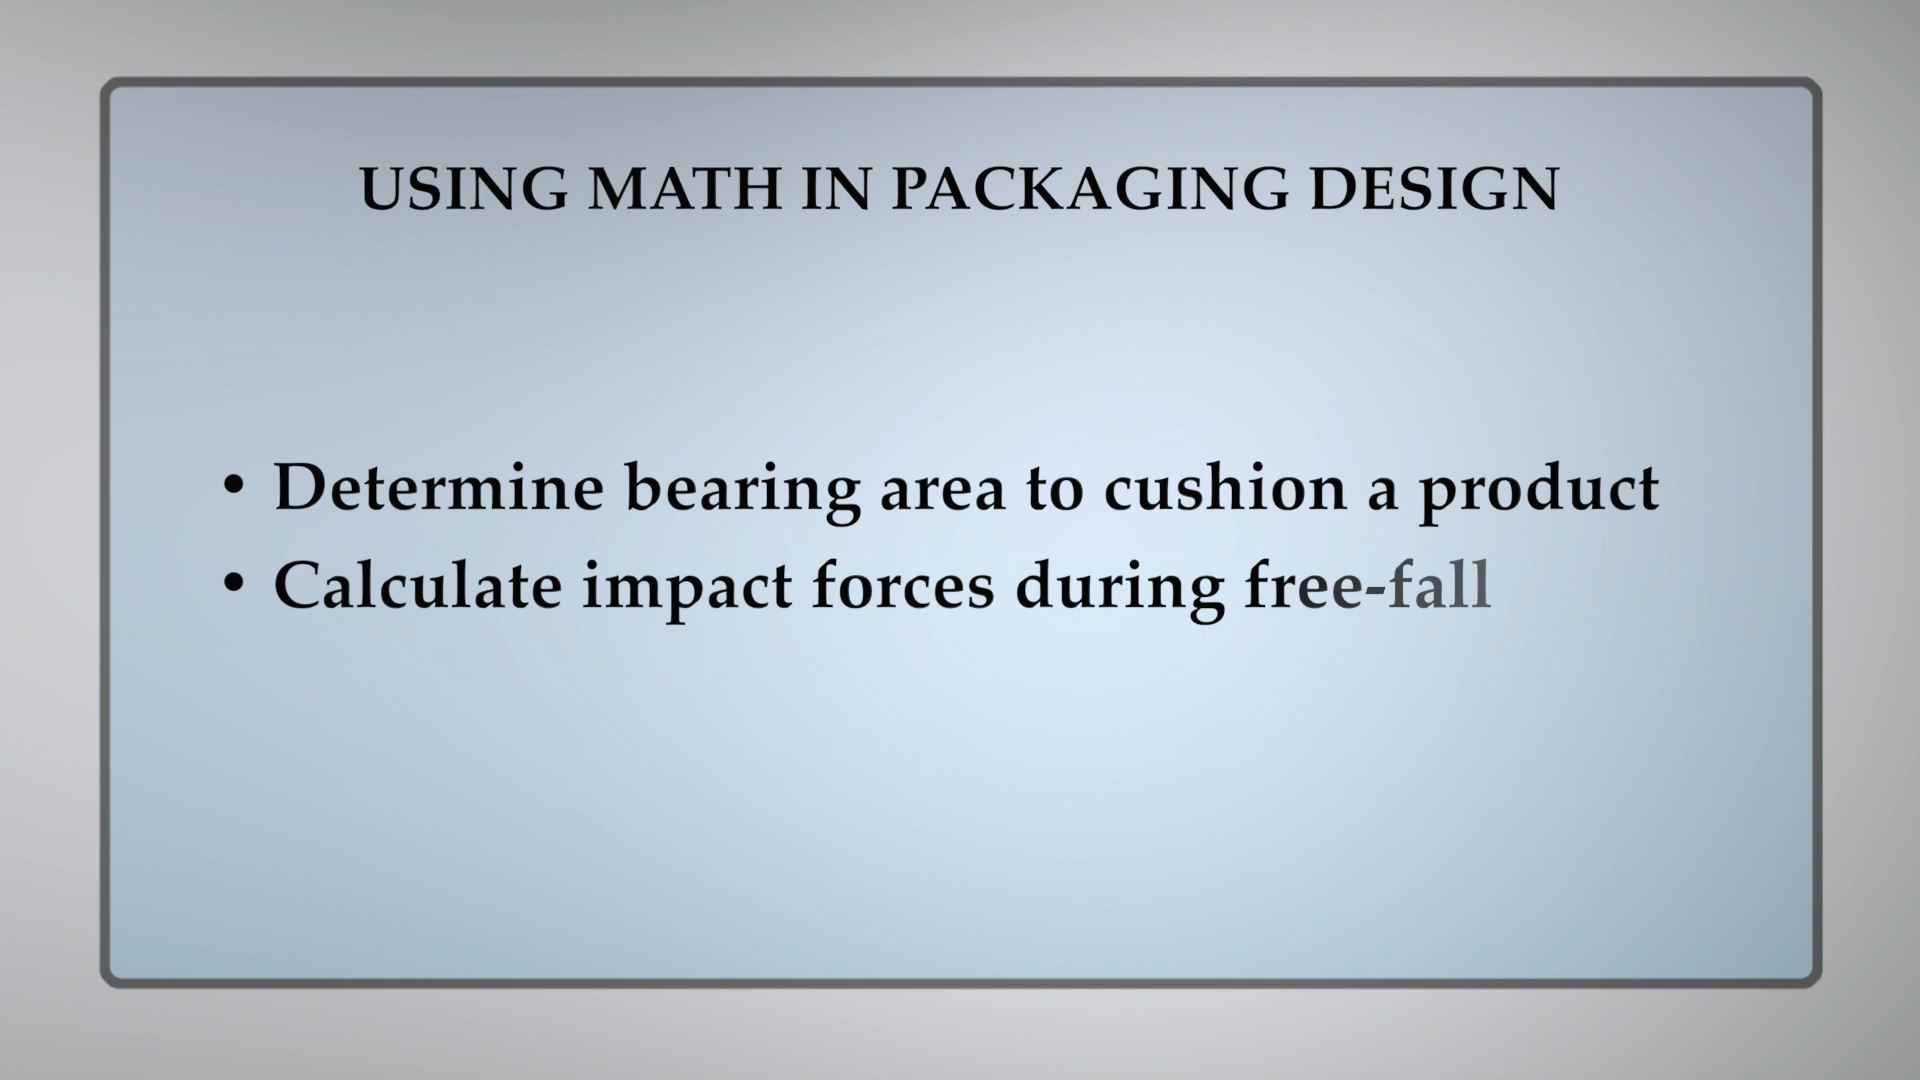 USING MATH IN PACKAGING DESIGN
• Determine bearing area to cushion a product
• Calculate impact forces during free-fall